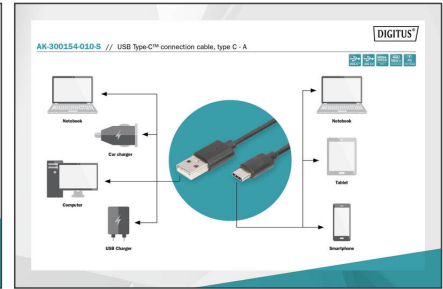 DIGITUS®
AK-300154-010-S // USB Type-C™ connection cable, type C - A
Notebook
Notebook
Car charger
Computer
Tablet
USB Charger
Smartphone